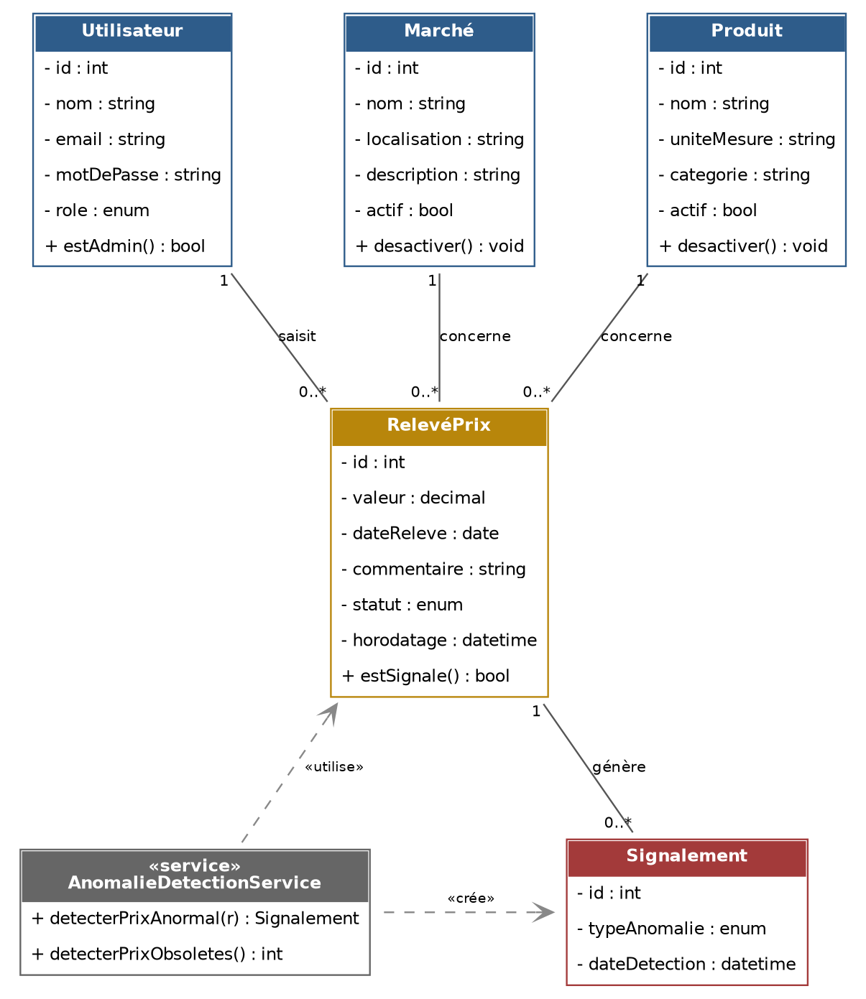 Utilisateur
- id : int
- nom : string
- email : string
- motDePasse : string
- role : enum
+ estAdmin() : bool
Marché
- id : int
- nom : string
- localisation : string
- description : string
- actif : bool
+ desactiver() : void
Produit
- id : int
- nom : string
- uniteMesure : string
- categorie : string
- actif : bool
+ desactiver() : void
1
1
1
saisit
concerne
concerne
0..*
0..*
0..*
RelevéPrix
- id : int
- valeur : decimal
- dateReleve : date
- commentaire : string
- statut : enum
- horodatage : datetime
+ estSignale() : bool
1
«utilise»
génère
0..*
«service»
AnomalieDetectionService
+ detecterPrixAnormal(r) : Signalement
+ detecterPrixObsoletes() : int
«crée»
Signalement
- id : int
- typeAnomalie : enum
- dateDetection : datetime